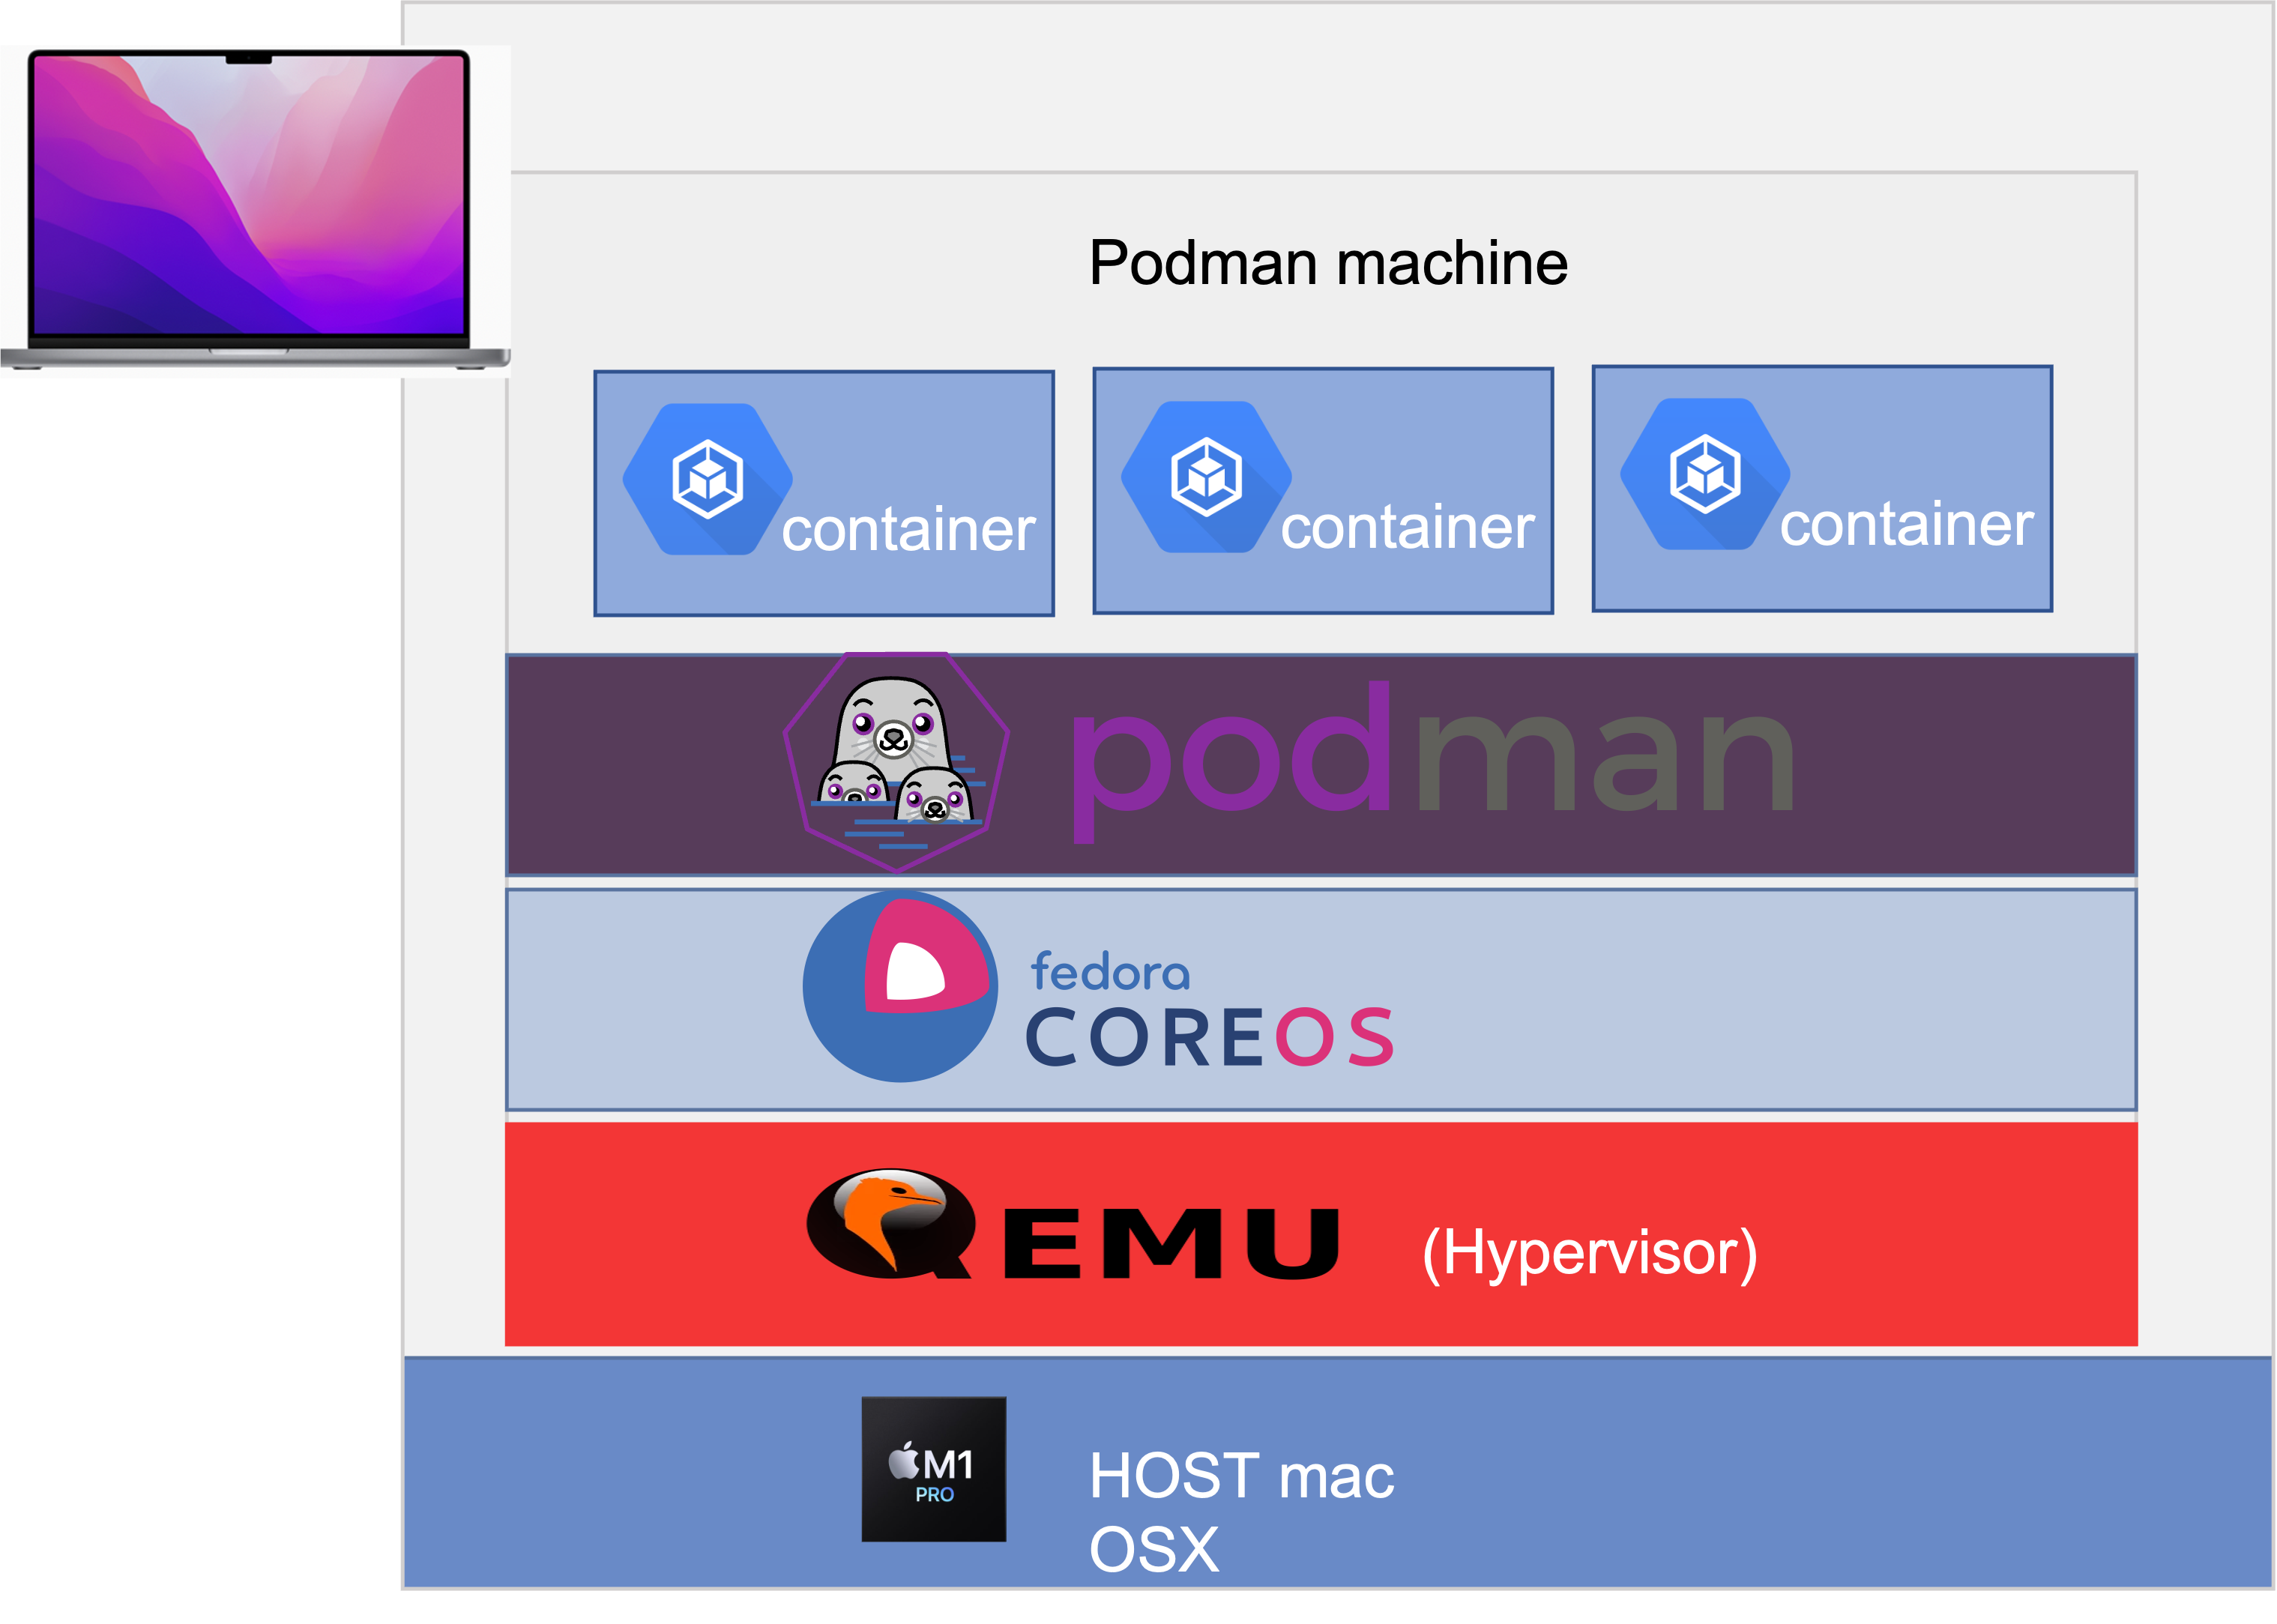 Podman machine
container
container
container
podman
fedora
COREOS
QEMU (Hypervisor)
M1
PRO
HOST mac
OSX